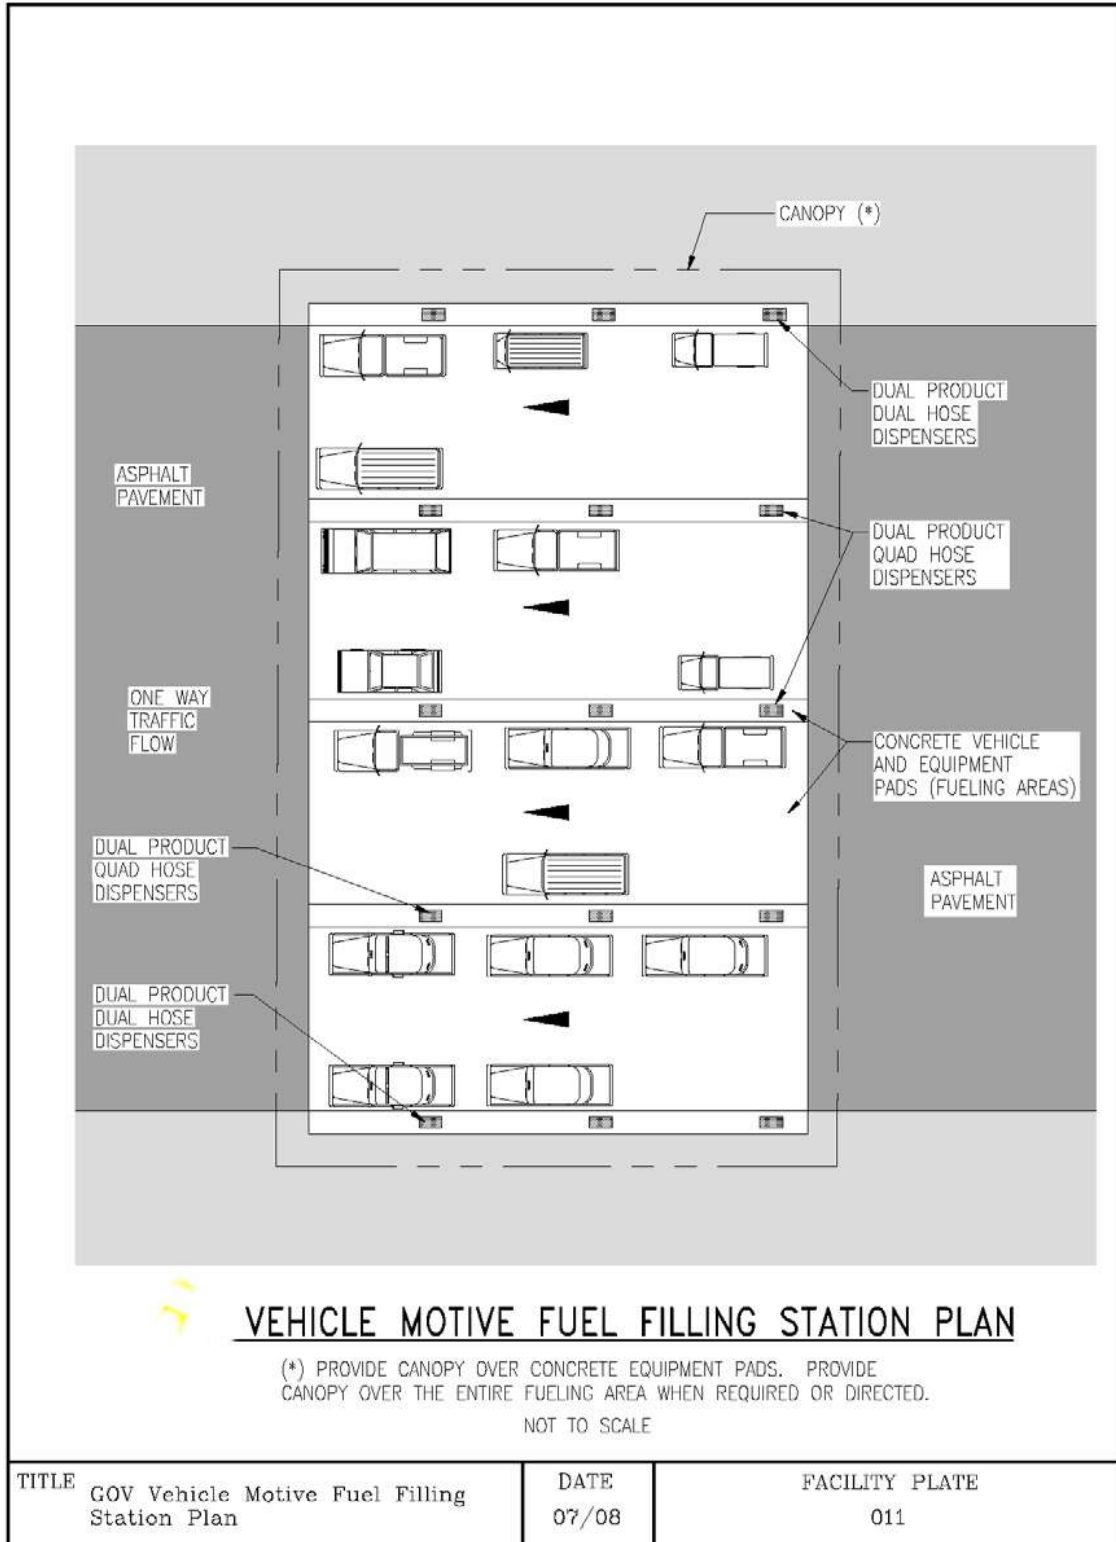 CANOPY (*)
DUAL PRODUCT
DUAL HOSE
DISPENSERS
ASPHALT
PAVEMENT
DUAL PRODUCT
QUAD HOSE
DISPENSERS
ONE WAY
TRAFFIC
FLOW
CONCRETE VEHICLE
AND EQUIPMENT
PADS (FUELING AREAS)
DUAL PRODUCT
QUAD HOSE
DISPENSERS
ASPHALT
PAVEMENT
DUAL PRODUCT
DUAL HOSE
DISPENSERS
VEHICLE MOTIVE FUEL FILLING STATION PLAN
(*) PROVIDE CANOPY OVER CONCRETE EQUIPMENT PADS. PROVIDE
CANOPY OVER THE ENTIRE FUELING AREA WHEN REQUIRED OR DIRECTED.
NOT TO SCALE
TITLE GOV Vehicle Motive Fuel Filling
Station Plan
DATE
07/08
FACILITY PLATE
011